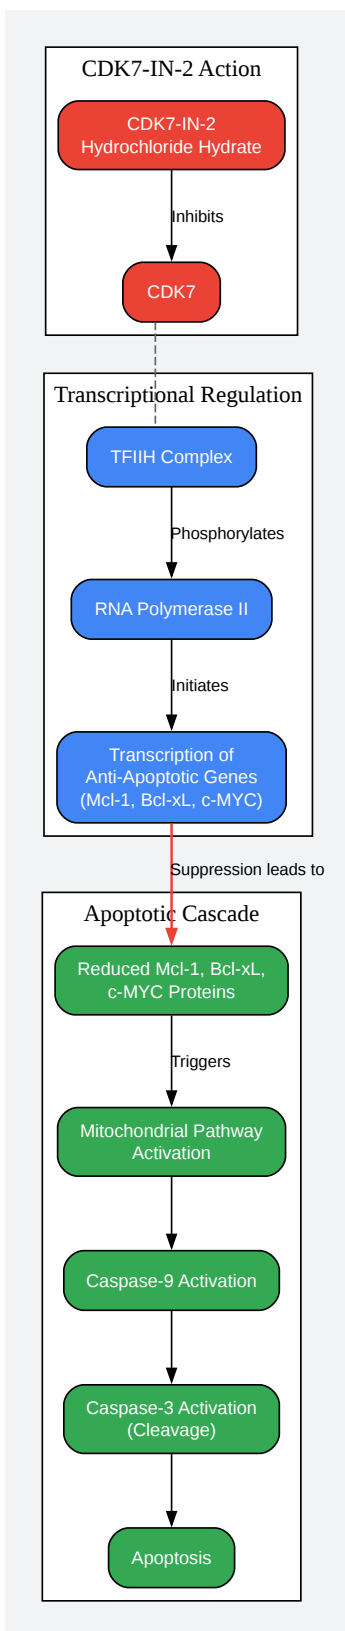 CDK7-IN-2 Action
CDK7-IN-2
Hydrochloride Hydrate
Inhibits
CDK7
Transcriptional Regulation
TFIIH Complex
Phosphorylates
RNA Polymerase II
Initiates
Transcription of
Anti-Apoptotic Genes
(Mcl-1, Bcl-xL, c-MYC)
Suppression leads to
Apoptotic Cascade
Reduced Mcl-1, Bcl-xL,
c-MYC Proteins
Triggers
Mitochondrial Pathway
Activation
Caspase-9 Activation
Caspase-3 Activation
(Cleavage)
Apoptosis